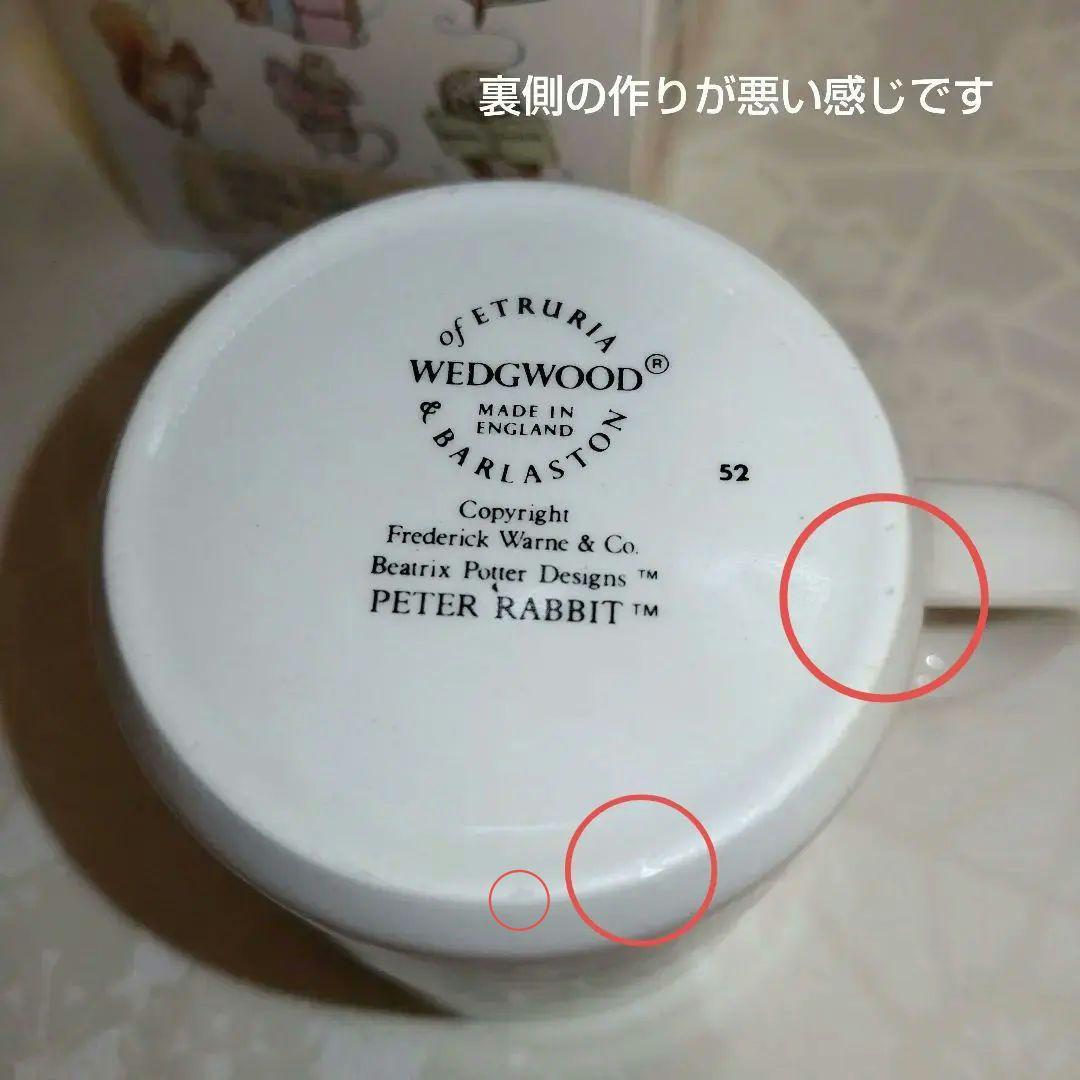 裏側の作りが悪い感じです
of ETRURIA
WEDGWOOD®
MADE IN
ENGLAND
& BARLASTON
52
Copyright
Frederick Warne & Co.
Beatrix Potter Designs ™
PETER RABBIT ™